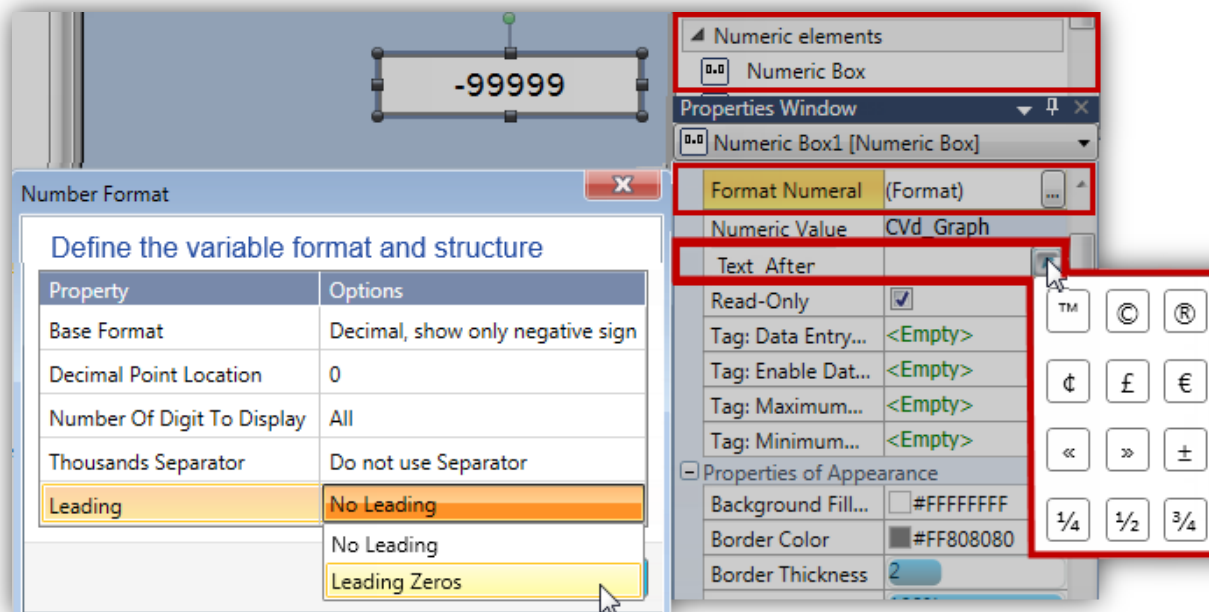 -99999
Number Format
Define the variable format and structure
Property Options
Base Format Decimal, show only negative sign
Decimal Point Location 0
Number Of Digit To Display All
Thousands Separator Do not use Separator
Leading No Leading
No Leading
Leading Zeros
Numeric elements
0.0 Numeric Box
Properties Window
0.0 Numeric Box1 [Numeric Box]
Format Numeral (Format) ...
Numeric Value CVd_Graph
Text After
Read-Only
Tag: Data Entry... <Empty>
Tag: Enable Dat... <Empty>
Tag: Maximum... <Empty>
Tag: Minimum... <Empty>
Properties of Appearance
Background Fill... #FFFFFFFF
Border Color #FF808080
Border Thickness 2
™ © ®
¢ £ €
« » ±
¼ ½ ¾